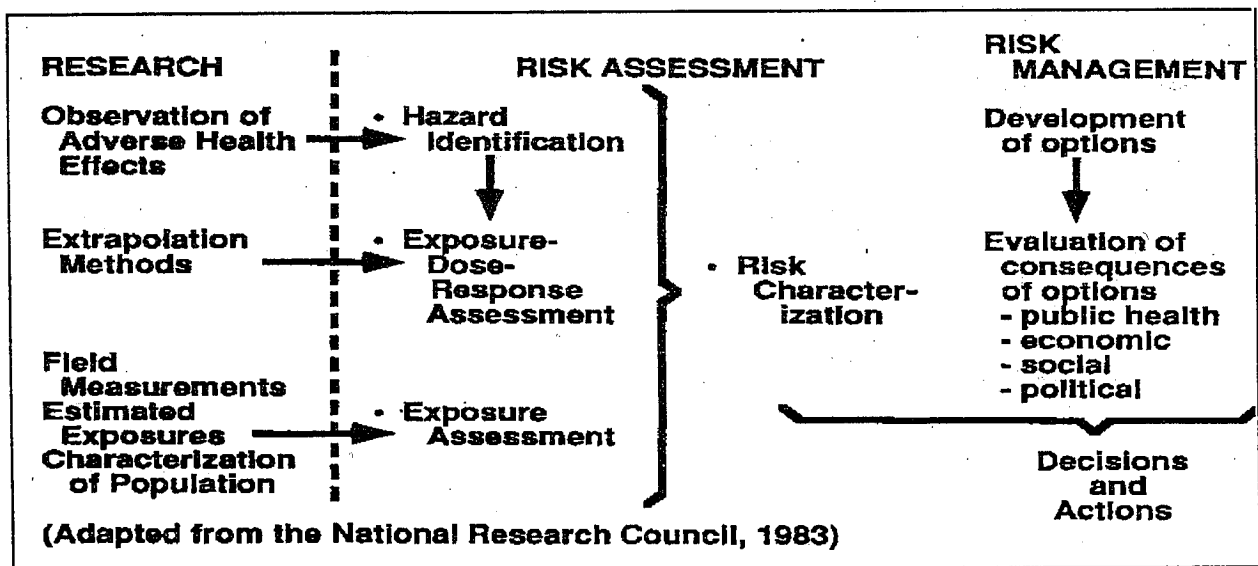 RESEARCH
Observation of
Adverse Health
Effects
Extrapolation
Methods
Field
Measurements
Estimated
Exposures
Characterization
of Population
RISK ASSESSMENT
• Hazard
Identification
• Exposure-
Dose-
Response
Assessment
• Exposure
Assessment
• Risk
Character-
ization
RISK
MANAGEMENT
Development
of options
Evaluation of
consequences
of options
- public health
- economic
- social
- political
Decisions
and
Actions
(Adapted from the National Research Council, 1983)